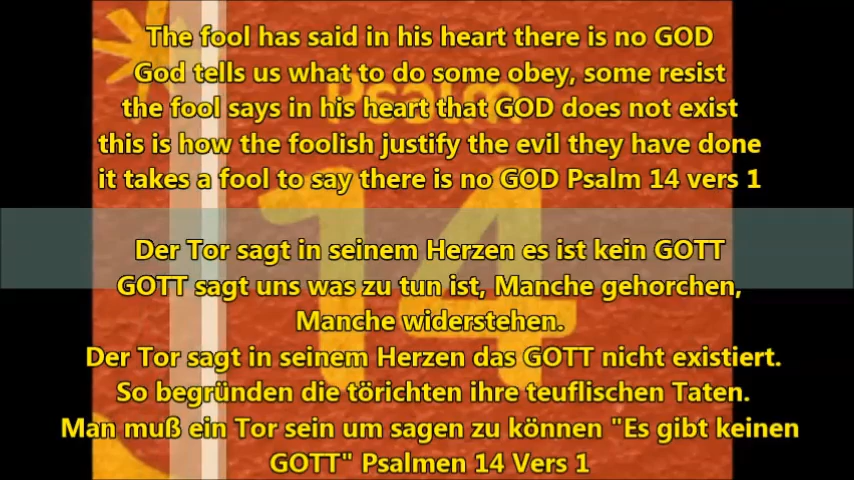 The fool has said in his heart there is no GOD
God tells us what to do some obey, some resist
Psalm
the fool says in his heart that GOD does not exist
this is how the foolish justify the evil they have done
it takes a fool to say there is no GOD Psalm 14 vers 1
14
Der Tor sagt in seinem Herzen es ist kein GOTT
GOTT sagt uns was zu tun ist, Manche gehorchen,
Manche widerstehen.
Der Tor sagt in seinem Herzen das GOTT nicht existiert.
So begründen die törichten ihre teuflischen Taten.
Man muß ein Tor sein um sagen zu können "Es gibt keinen
GOTT" Psalmen 14 Vers 1